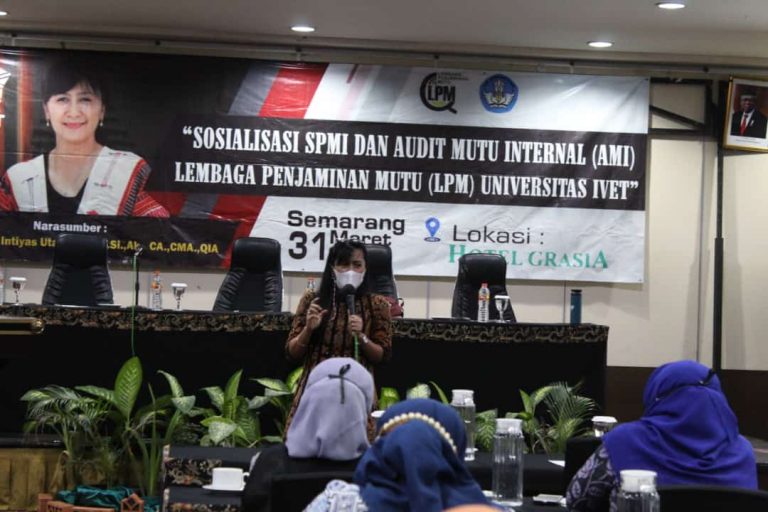 LPM
“SOSIALISASI SPMI DAN AUDIT MUTU INTERNAL (AMI)
LEMBAGA PENJAMINAN MUTU (LPM) UNIVERSITAS IVET”
Semarang
31 Maret
Lokasi :
HOTEL GRASIA
Narasumber :
Intiyas CA.,CMA.,QIA